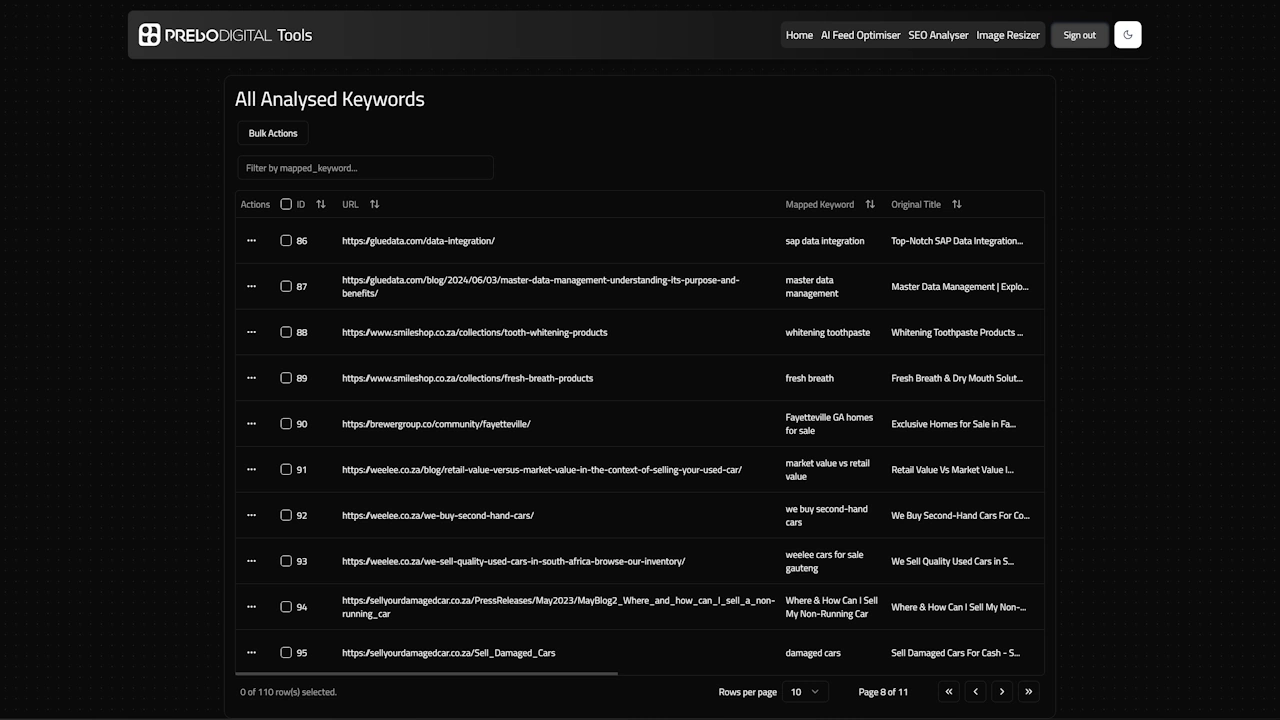 PREBODIGITAL Tools
Home AI Feed Optimiser SEO Analyser Image Resizer Sign out
All Analysed Keywords
Bulk Actions
Filter by mapped_keyword...
Actions ID URL Mapped Keyword Original Title
86 https://gluedata.com/data-integration/ sap data integration Top-Notch SAP Data Integration...
87 https://gluedata.com/blog/2024/06/03/master-data-management-understanding-its-purpose-and-
benefits/
master data
management
Master Data Management | Explo...
88 https://www.smileshop.co.za/collections/tooth-whitening-products whitening toothpaste Whitening Toothpaste Products ...
89 https://www.smileshop.co.za/collections/fresh-breath-products fresh breath Fresh Breath & Dry Mouth Solut...
90 https://brewergroup.co/community/fayetteville/
Fayetteville GA homes
for sale
Exclusive Homes for Sale in Fa...
91 https://weelee.co.za/blog/retail-value-versus-market-value-in-the-context-of-selling-your-used-car/
market value vs retail
value
Retail Value Vs Market Value I...
92 https://weelee.co.za/we-buy-second-hand-cars/
we buy second-hand
cars
We Buy Second-Hand Cars For Co...
93 https://weelee.co.za/we-sell-quality-used-cars-in-south-africa-browse-our-inventory/
weelee cars for sale
gauteng
We Sell Quality Used Cars in S...
94 https://sellyourdamagedcar.co.za/PressReleases/May2023/MayBlog2_Where_and_how_can_I_sell_a_non-
running_car
Where & How Can I Sell
My Non-Running Car
Where & How Can I Sell My Non-...
95 https://sellyourdamagedcar.co.za/Sell_Damaged_Cars damaged cars Sell Damaged Cars For Cash - S...
0 of 110 row(s) selected. Rows per page 10 Page 8 of 11